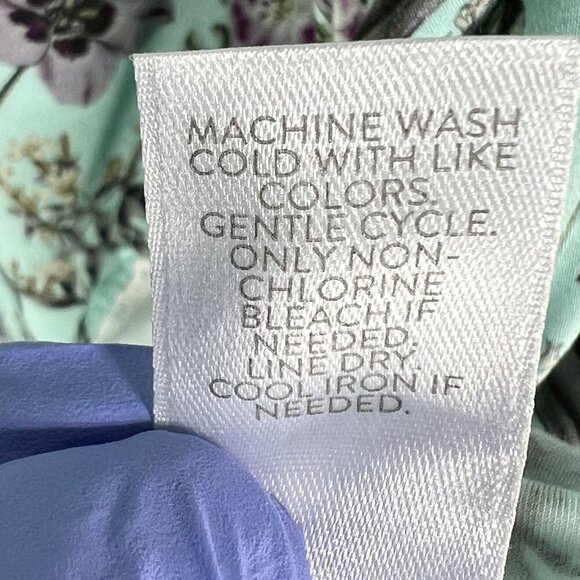 MACHINE WASH
COLD WITH LIKE
COLORS.
GENTLE CYCLE.
ONLY NON-
CHLORINE
BLEACH IF
NEEDED.
LINE DRY.
COOL IRON IF
NEEDED.